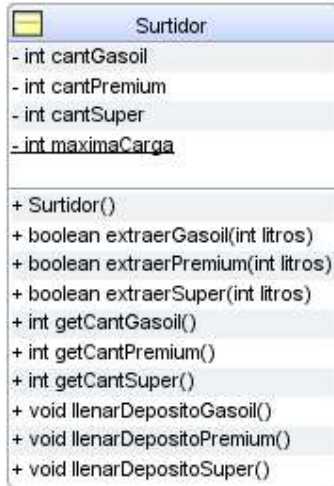 Surtidor
- int cantGasoil
- int cantPremium
- int cantSuper
- int maximaCarga
+ Surtidor()
+ boolean extraerGasoil(int litros)
+ boolean extraerPremium(int litros)
+ boolean extraerSuper(int litros)
+ int getCantGasoil()
+ int getCantPremium()
+ int getCantSuper()
+ void llenarDepositoGasoil()
+ void llenarDepositoPremium()
+ void llenarDepositoSuper()